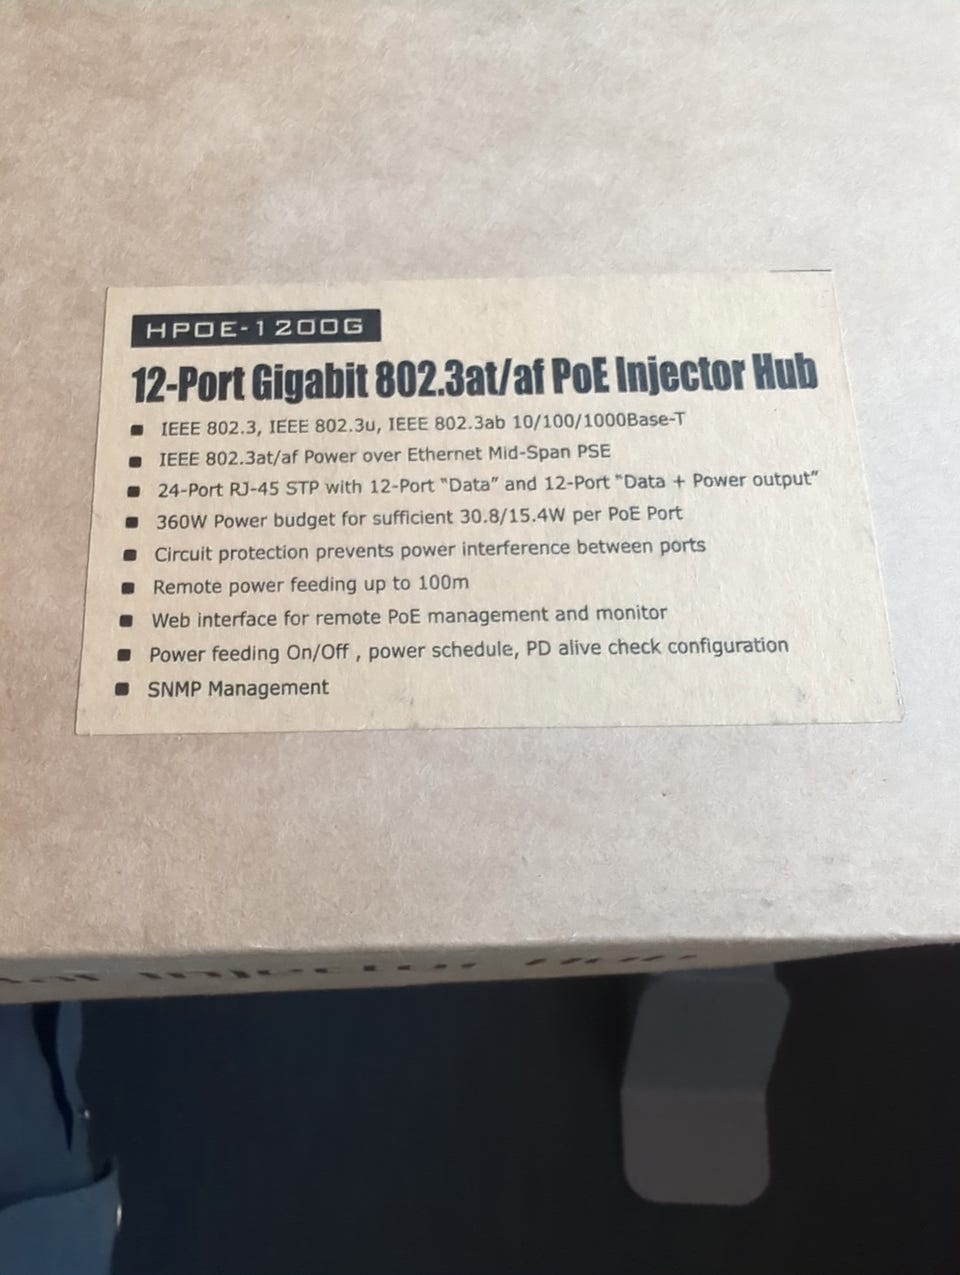 HPOE-1200G
12-Port Gigabit 802.3at/af PoE Injector Hub
■ IEEE 802.3, IEEE 802.3u, IEEE 802.3ab 10/100/1000Base-T
■ IEEE 802.3at/af Power over Ethernet Mid-Span PSE
■ 24-Port RJ-45 STP with 12-Port “Data” and 12-Port “Data + Power output”
■ 360W Power budget for sufficient 30.8/15.4W per PoE Port
■ Circuit protection prevents power interference between ports
■ Remote power feeding up to 100m
■ Web interface for remote PoE management and monitor
■ Power feeding On/Off , power schedule, PD alive check configuration
■ SNMP Management
Injector Hub